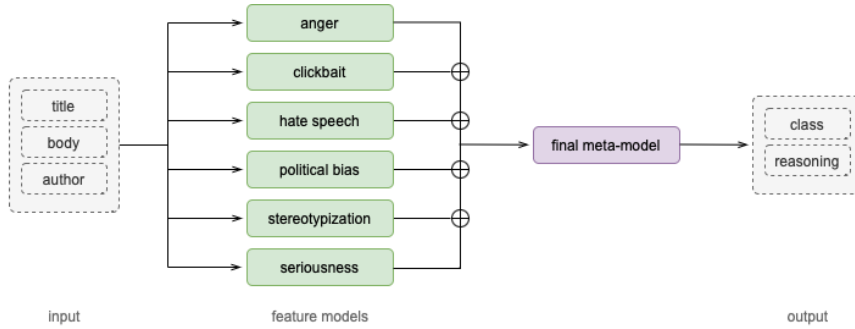 title
body
author
anger
clickbait
hate speech
political bias
stereotypization
seriousness
final meta-model
class
reasoning
input
feature models
output